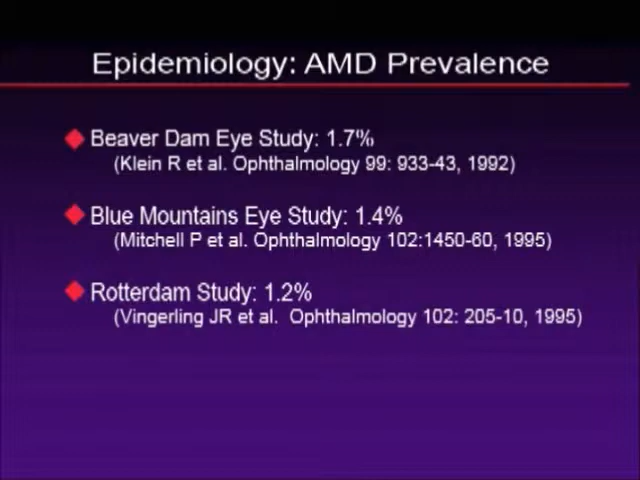 Epidemiology: AMD Prevalence
Beaver Dam Eye Study: 1.7%
(Klein R et al. Ophthalmology 99: 933-43, 1992)
Blue Mountains Eye Study: 1.4%
(Mitchell P et al. Ophthalmology 102:1450-60, 1995)
Rotterdam Study: 1.2%
(Vingerling JR et al. Ophthalmology 102: 205-10, 1995)